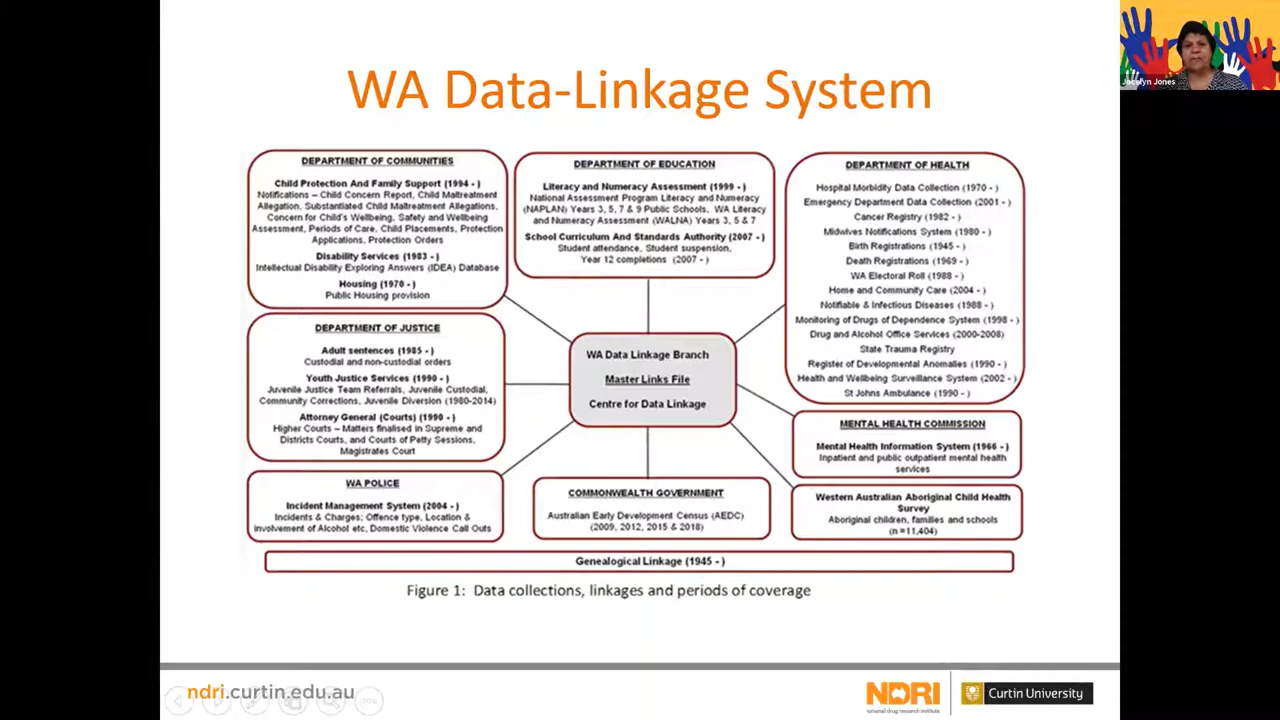 WA Data-Linkage System
Jocelyn Jones
DEPARTMENT OF COMMUNITIES
Child Protection And Family Support (1994 - )
Notifications – Child Concern Report, Child Maltreatment
Allegation, Substantiated Child Maltreatment Allegations,
Concern for Child's Wellbeing, Safety and Wellbeing
Assessment, Periods of Care, Child Placements, Protection
Applications, Protection Orders
Disability Services (1983 - )
Intellectual Disability Exploring Answers (IDEA) Database
Housing (1970 - )
Public Housing provision
DEPARTMENT OF EDUCATION
Literacy and Numeracy Assessment (1999 - )
National Assessment Program Literacy and Numeracy
(NAPLAN) Years 3, 5, 7 & 9 Public Schools, WA Literacy
and Numeracy Assessment (WALNA) Years 3, 5 & 7
School Curriculum And Standards Authority (2007 - )
Student attendance, Student suspension,
Year 12 completions (2007 - )
DEPARTMENT OF HEALTH
Hospital Morbidity Data Collection (1970 - )
Emergency Department Data Collection (2001 - )
Cancer Registry (1982 - )
Midwives Notifications System (1980 - )
Birth Registrations (1945 - )
Death Registrations (1969 - )
WA Electoral Roll (1988 - )
Home and Community Care (2004 - )
Notifiable & Infectious Diseases (1988 - )
Monitoring of Drugs of Dependence System (1998 - )
Drug and Alcohol Office Services (2000-2008)
State Trauma Registry
Register of Developmental Anomalies (1990 - )
Health and Wellbeing Surveillance System (2002 - )
St Johns Ambulance (1990 - )
DEPARTMENT OF JUSTICE
Adult sentences (1985 - )
Custodial and non-custodial orders
Youth Justice Services (1990 - )
Juvenile Justice Team Referrals, Juvenile Custodial,
Community Corrections, Juvenile Diversion (1980-2014)
Attorney General (Courts) (1990 - )
Higher Courts – Matters finalised in Supreme and
Districts Courts, and Courts of Petty Sessions,
Magistrates Court
WA Data Linkage Branch
Master Links File
Centre for Data Linkage
MENTAL HEALTH COMMISSION
Mental Health Information System (1966 - )
Inpatient and public outpatient mental health
services
WA POLICE
Incident Management System (2004 - )
Incidents & Charges; Offence type, Location &
involvement of Alcohol etc, Domestic Violence Call Outs
COMMONWEALTH GOVERNMENT
Australian Early Development Census (AEDC)
(2009, 2012, 2015 & 2018)
Western Australian Aboriginal Child Health
Survey
Aboriginal children, families and schools
(n =11,404)
Genealogical Linkage (1945 - )
Figure 1: Data collections, linkages and periods of coverage
ndri.curtin.edu.au
NDRI
national drug research institute
Curtin University